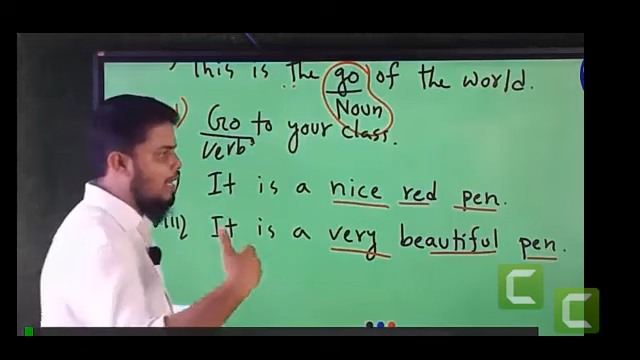 This is the go of the world.
Noun
Go to your class.
verb
It is a nice red pen.
iii) It is a very beautiful pen.